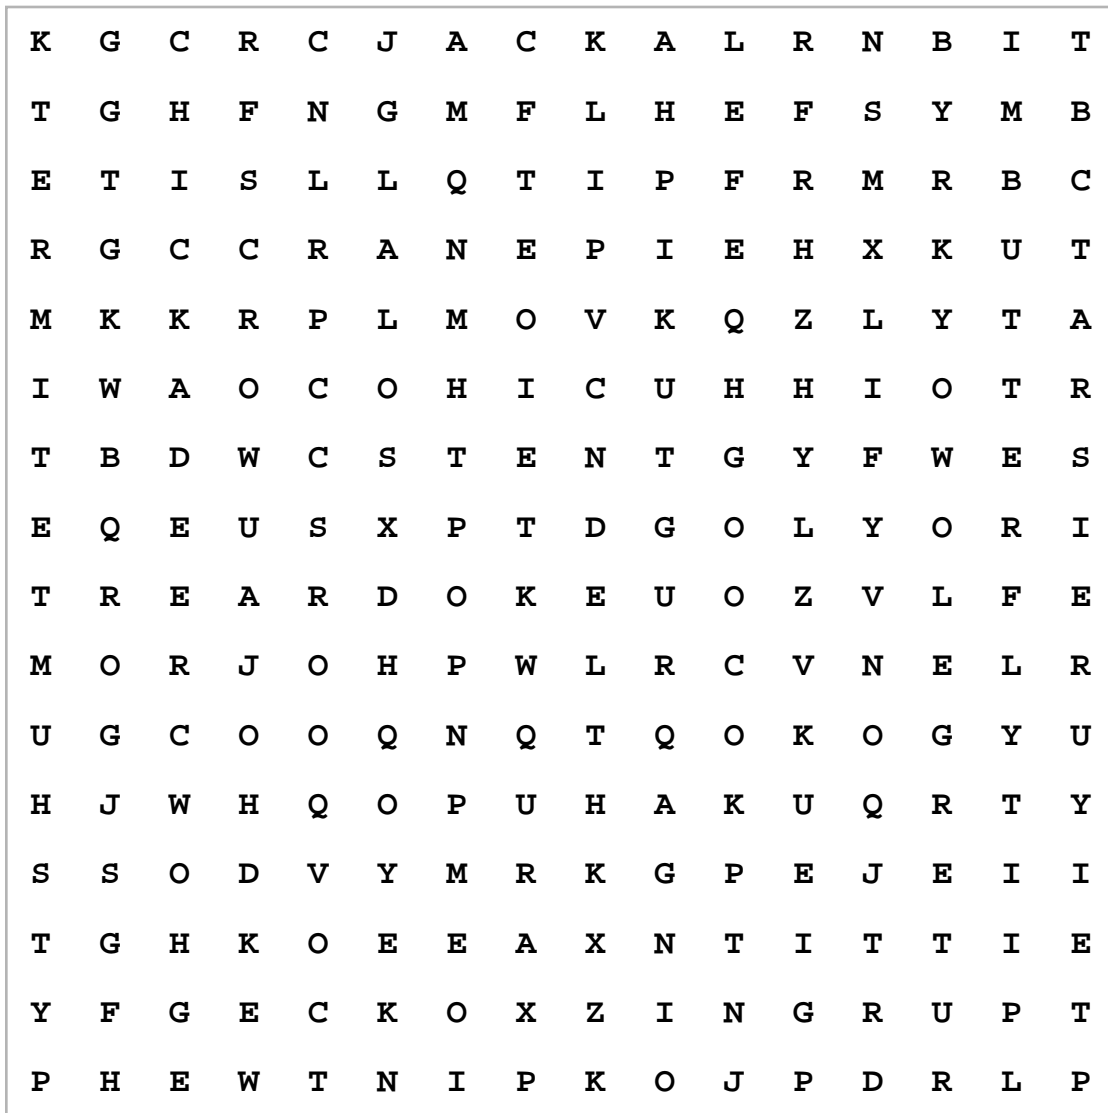 K G C R C J A C K A L R N B I T
T G H F N G M F L H E F S Y M B
E T I S L L Q T I P F R M R B C
R G C C R A N E P I E H X K U T
M K K R P L M O V K Q Z L Y T A
I W A O C O H I C U H H I O T R
T B D W C S T E N T G Y F W E S
E Q E U S X P T D G O L Y O R I
T R E A R D O K E U O Z V L F E
M O R J O H P W L R C V N E L R
U G C O O Q N Q T Q O K O G Y U
H J W H Q O P U H A K U Q R T Y
S S O D V Y M R K G P E J E I I
T G H K O E E A X N T I T T I E
Y F G E C K O X Z I N G R U P T
P H E W T N I P K O J P D R L P